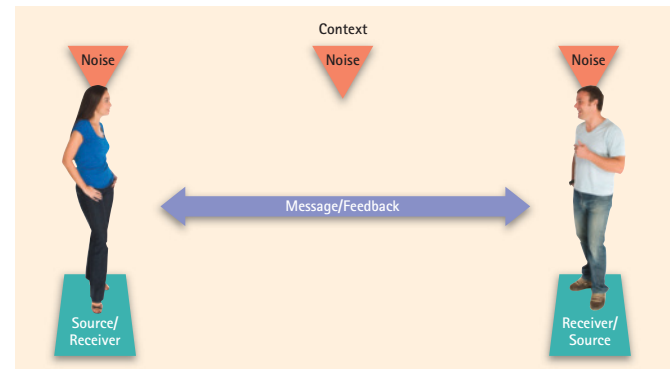 Context
Noise
Noise
Noise
Message/Feedback
Source/
Receiver
Receiver/
Source